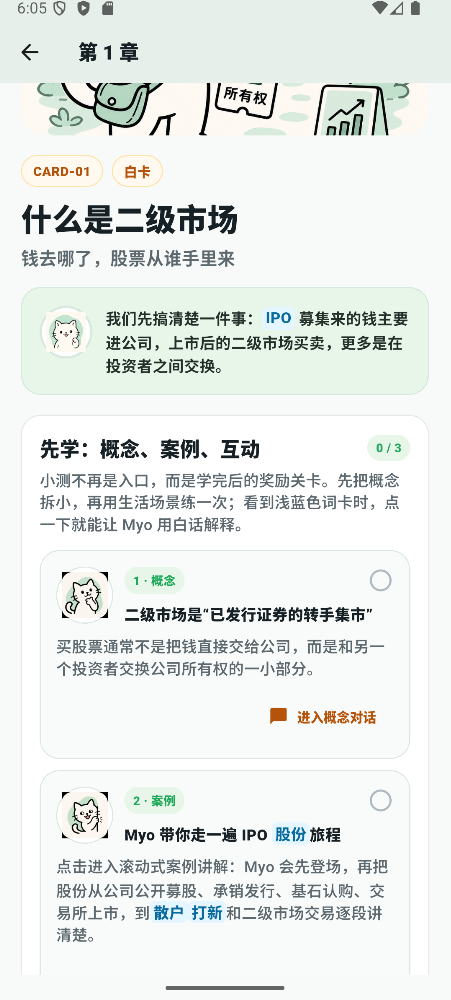 6:05
第 1 章
所有权
CARD-01
白卡
什么是二级市场
钱去哪了，股票从谁手里来
我们先搞清楚一件事： IPO 募集来的钱主要
进公司，上市后的二级市场买卖，更多是在
投资者之间交换。
先学：概念、案例、互动
0 / 3
小测不再是入口，而是学完后的奖励关卡。先把概念
拆小，再用生活场景练一次；看到浅蓝色词卡时，点
一下就能让 Myo 用白话解释。
1 · 概念
二级市场是“已发行证券的转手集市”
买股票通常不是把钱直接交给公司，而是和另一
个投资者交换公司所有权的一小部分。
进入概念对话
2 · 案例
Myo 带你走一遍 IPO 股份 旅程
点击进入滚动式案例讲解：Myo 会先登场，再把
股份从公司公开募股、承销发行、基石认购、交
易所上市，到 散户 打新 和二级市场交易逐段讲
清楚。